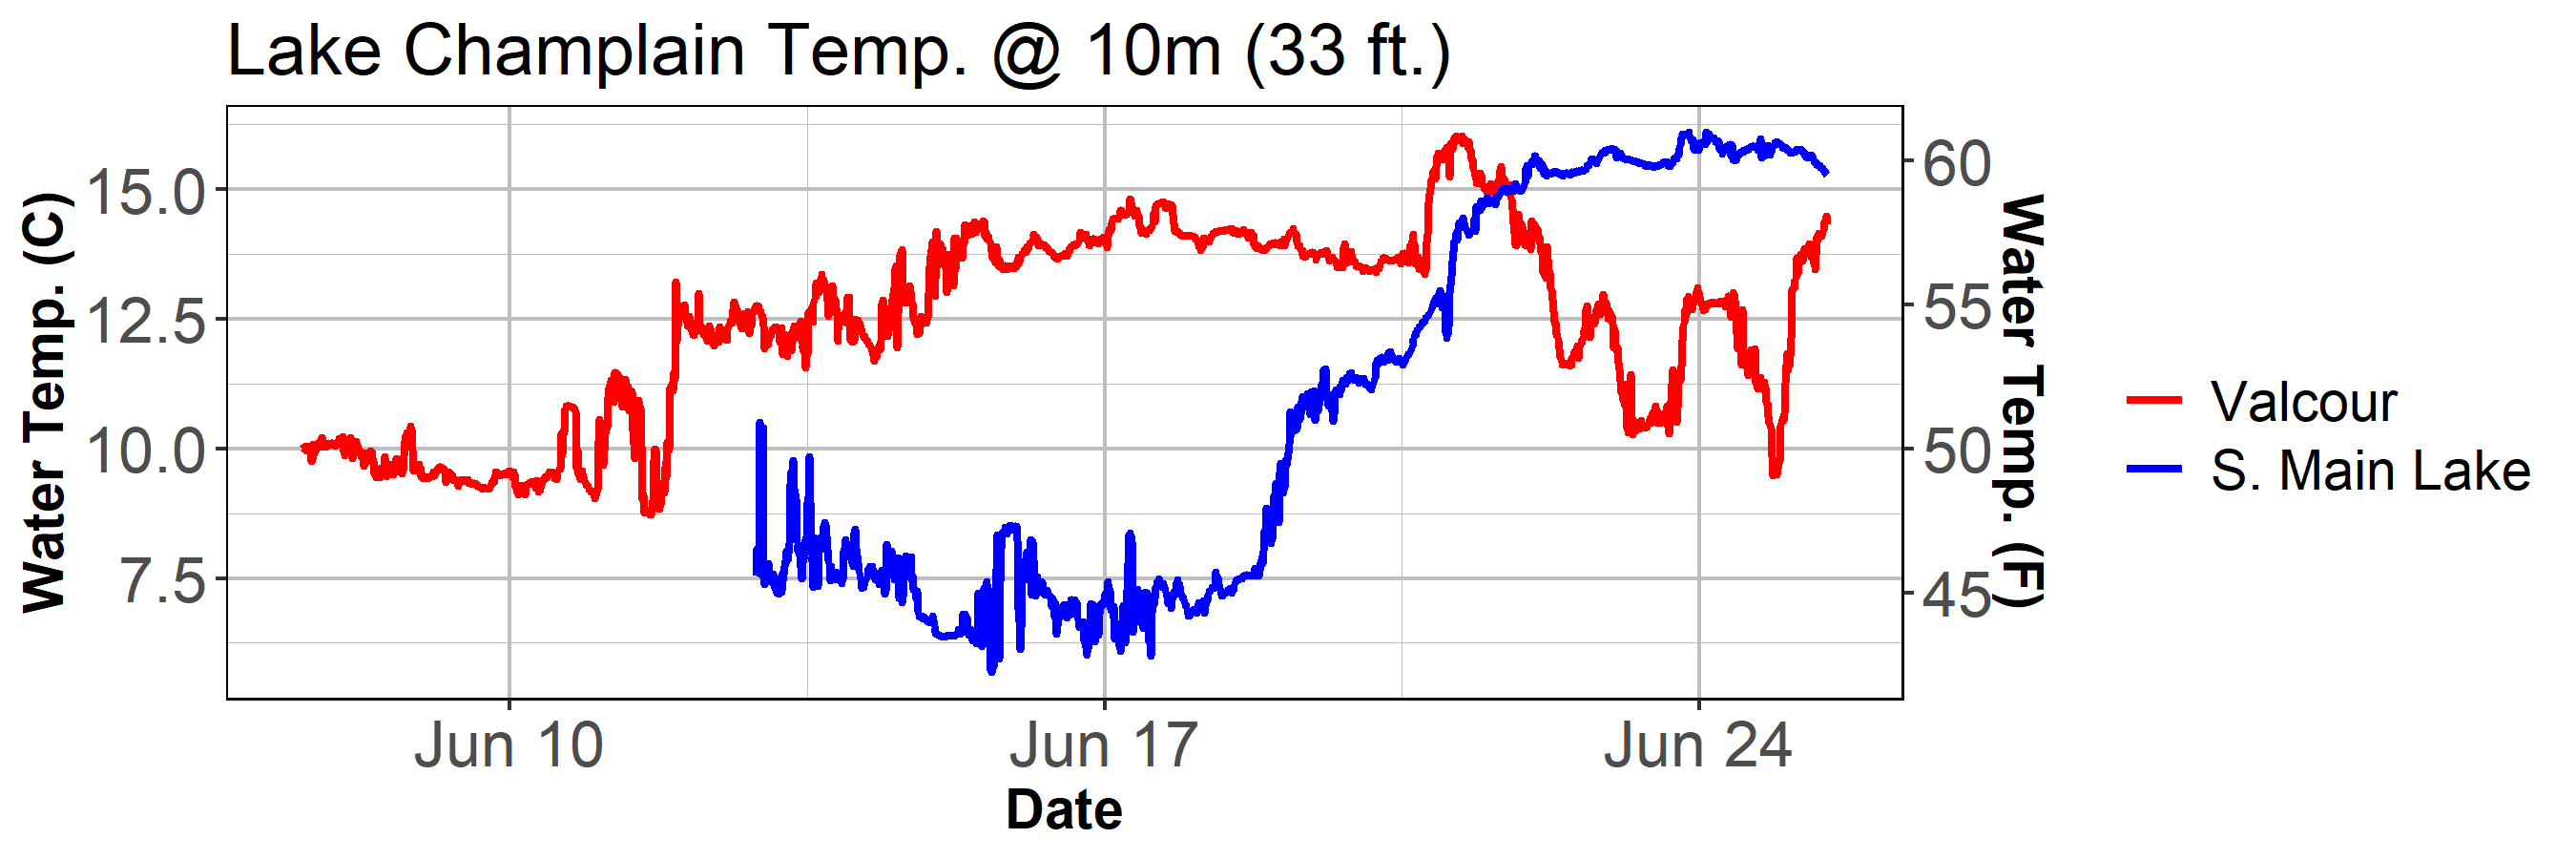 Lake Champlain Temp. @ 10m (33 ft.)
Water Temp. (C)
15.0
12.5
10.0
7.5
60
55
50
45
Water Temp. (F)
Jun 10
Jun 17
Jun 24
Date
Valcour
S. Main Lake